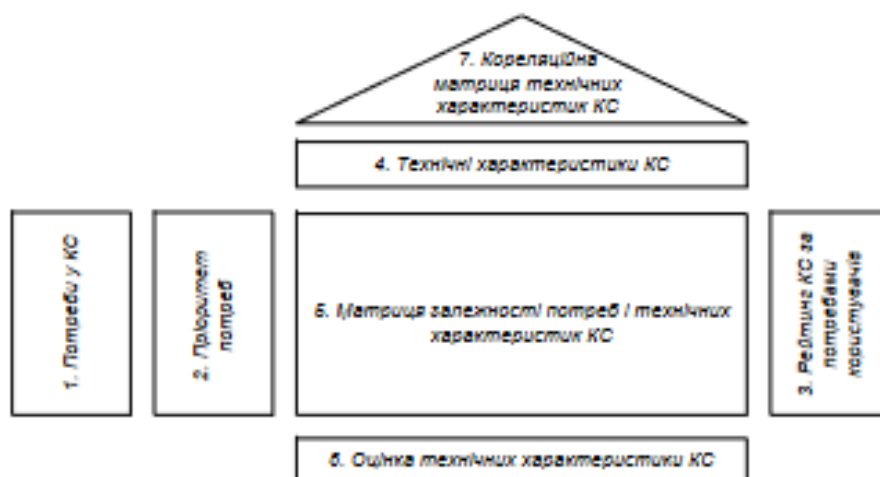 7. Кореляційна
матриця технічних
характеристик КС
4. Технічні характеристики КС
1. Потреби у КС
2. Пріоритет
потреб
5. Матриця залежності потреб і технічних
характеристик КС
3. Рейтинг КС за
потребами
користувачів
6. Оцінка технічних характеристики КС